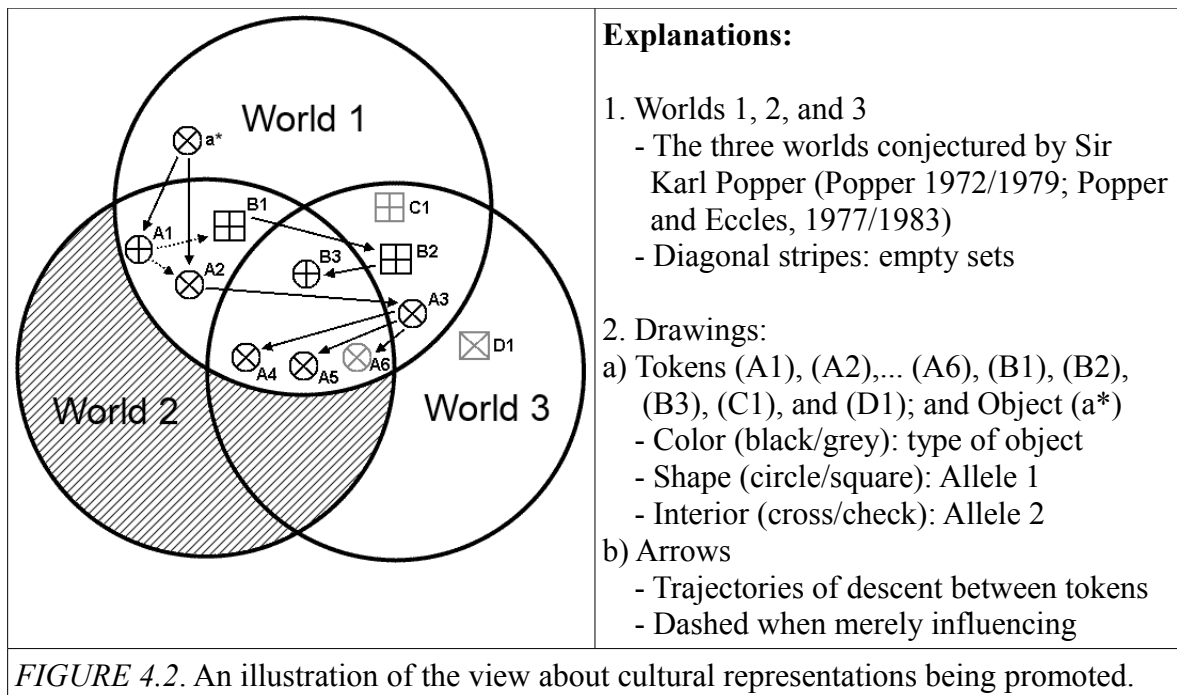 World 1
a*
B1
C1
A1
B3
B2
A2
A3
D1
A4
A5
A6
World 2
World 3
Explanations:
1. Worlds 1, 2, and 3
- The three worlds conjectured by Sir
Karl Popper (Popper 1972/1979; Popper
and Eccles, 1977/1983)
- Diagonal stripes: empty sets
2. Drawings:
a) Tokens (A1), (A2),... (A6), (B1), (B2),
(B3), (C1), and (D1); and Object (a*)
- Color (black/grey): type of object
- Shape (circle/square): Allele 1
- Interior (cross/check): Allele 2
b) Arrows
- Trajectories of descent between tokens
- Dashed when merely influencing
FIGURE 4.2. An illustration of the view about cultural representations being promoted.